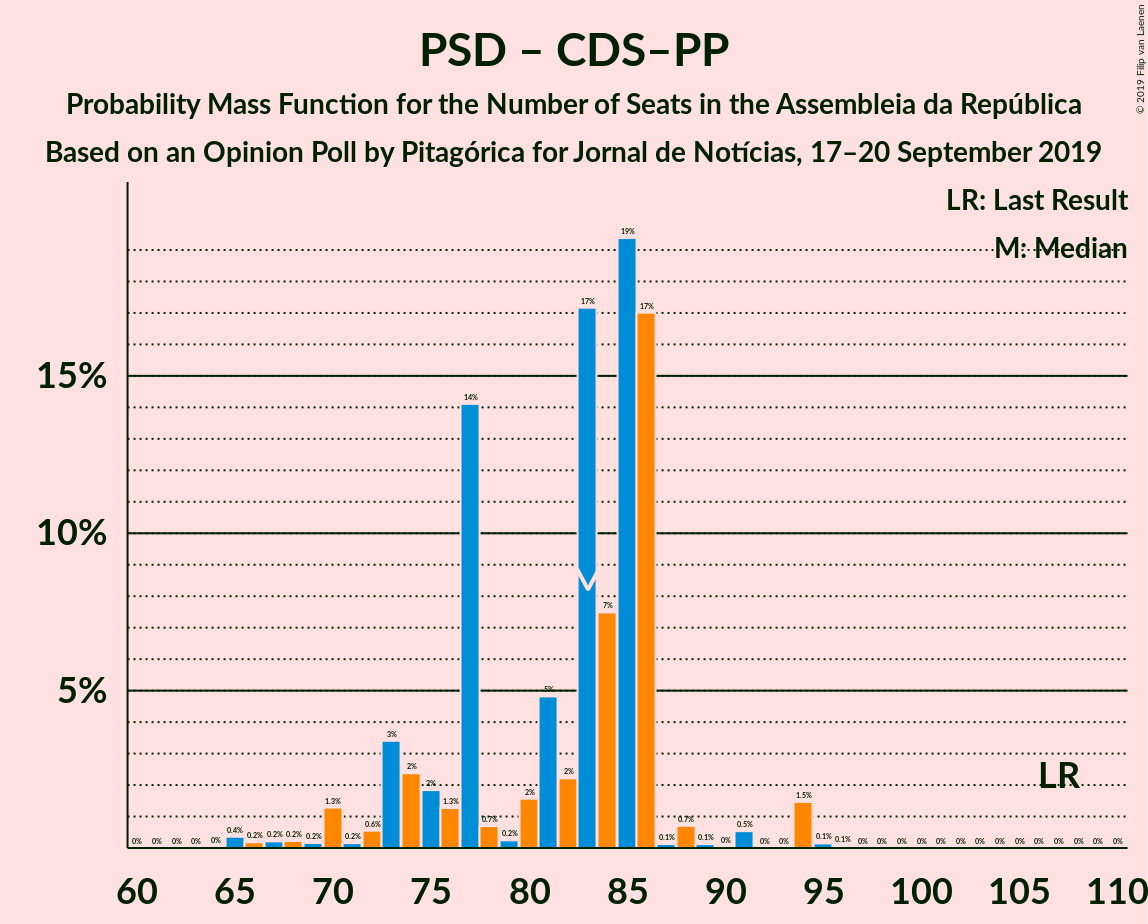 © 2019 Filip van Laenen
PSD – CDS–PP
Probability Mass Function for the Number of Seats in the Assembleia da República
Based on an Opinion Poll by Pitagórica for Jornal de Notícias, 17–20 September 2019
LR: Last Result
M: Median
15%
10%
5%
0% 0% 0% 0% 0% 0.4% 0.2% 0.2% 0.2% 0.2% 1.3% 0.2% 0.6% 3% 2% 2% 1.3% 14% 0.7% 0.2% 2% 5% 2% 17% 7% 19% 17% 0.1% 0.7% 0.1% 0% 0.5% 0% 0% 1.5% 0.1% 0.1% 0% 0% 0% 0% 0% 0% 0% 0% 0% 0% 0% 0% 0% 0%
LR
60 65 70 75 80 85 90 95 100 105 110